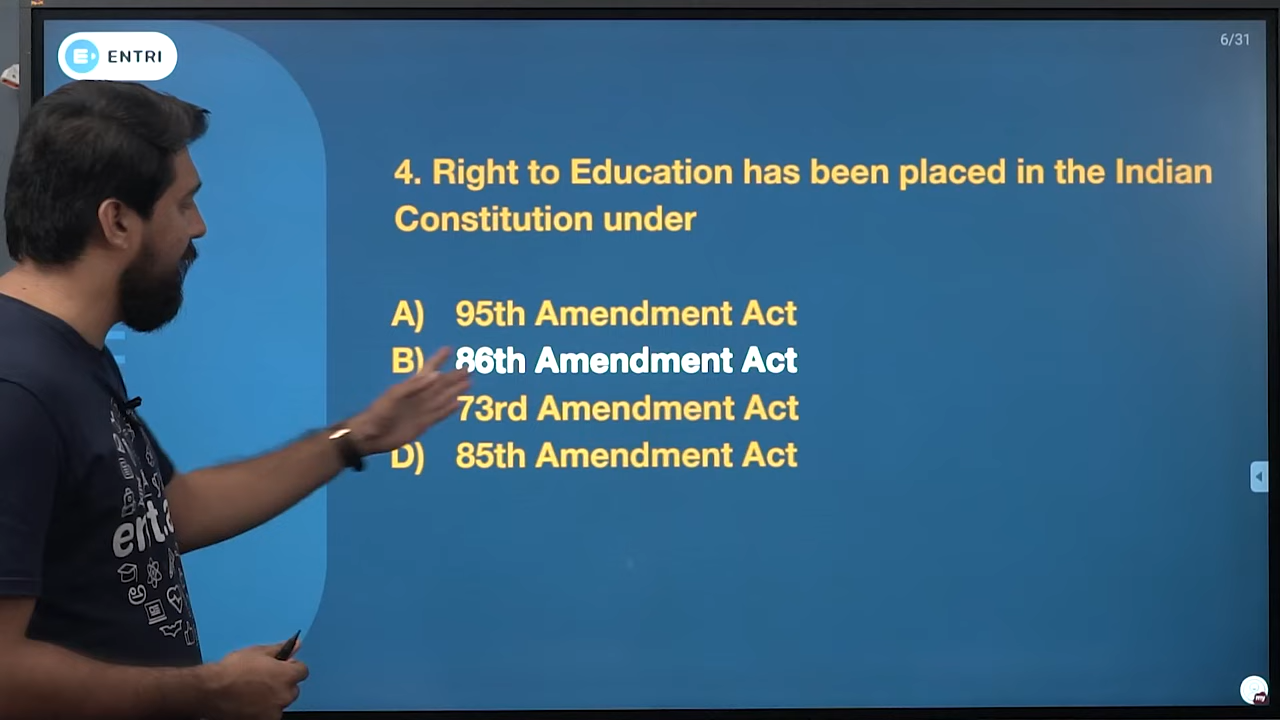 ENTRI
6/31
4. Right to Education has been placed in the Indian
Constitution under
A) 95th Amendment Act
B) 86th Amendment Act
73rd Amendment Act
D) 85th Amendment Act